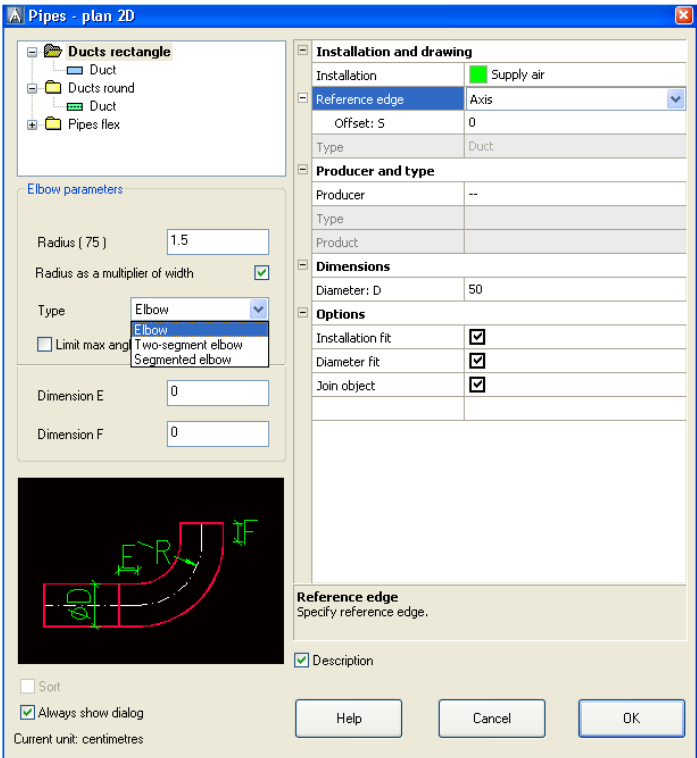 Pipes - plan 2D
Ducts rectangle
Duct
Ducts round
Duct
Pipes flex
Elbow parameters
Radius ( 75 ) 1.5
Radius as a multiplier of width
Type Elbow
Elbow
Limit max angl Two-segment elbow
Segmented elbow
Dimension E 0
Dimension F 0
E R F
øD
Sort
Always show dialog
Current unit: centimetres
Installation and drawing
Installation Supply air
Reference edge Axis
Offset: S 0
Type Duct
Producer and type
Producer --
Type
Product
Dimensions
Diameter: D 50
Options
Installation fit
Diameter fit
Join object
Reference edge
Specify reference edge.
Description
Help Cancel OK